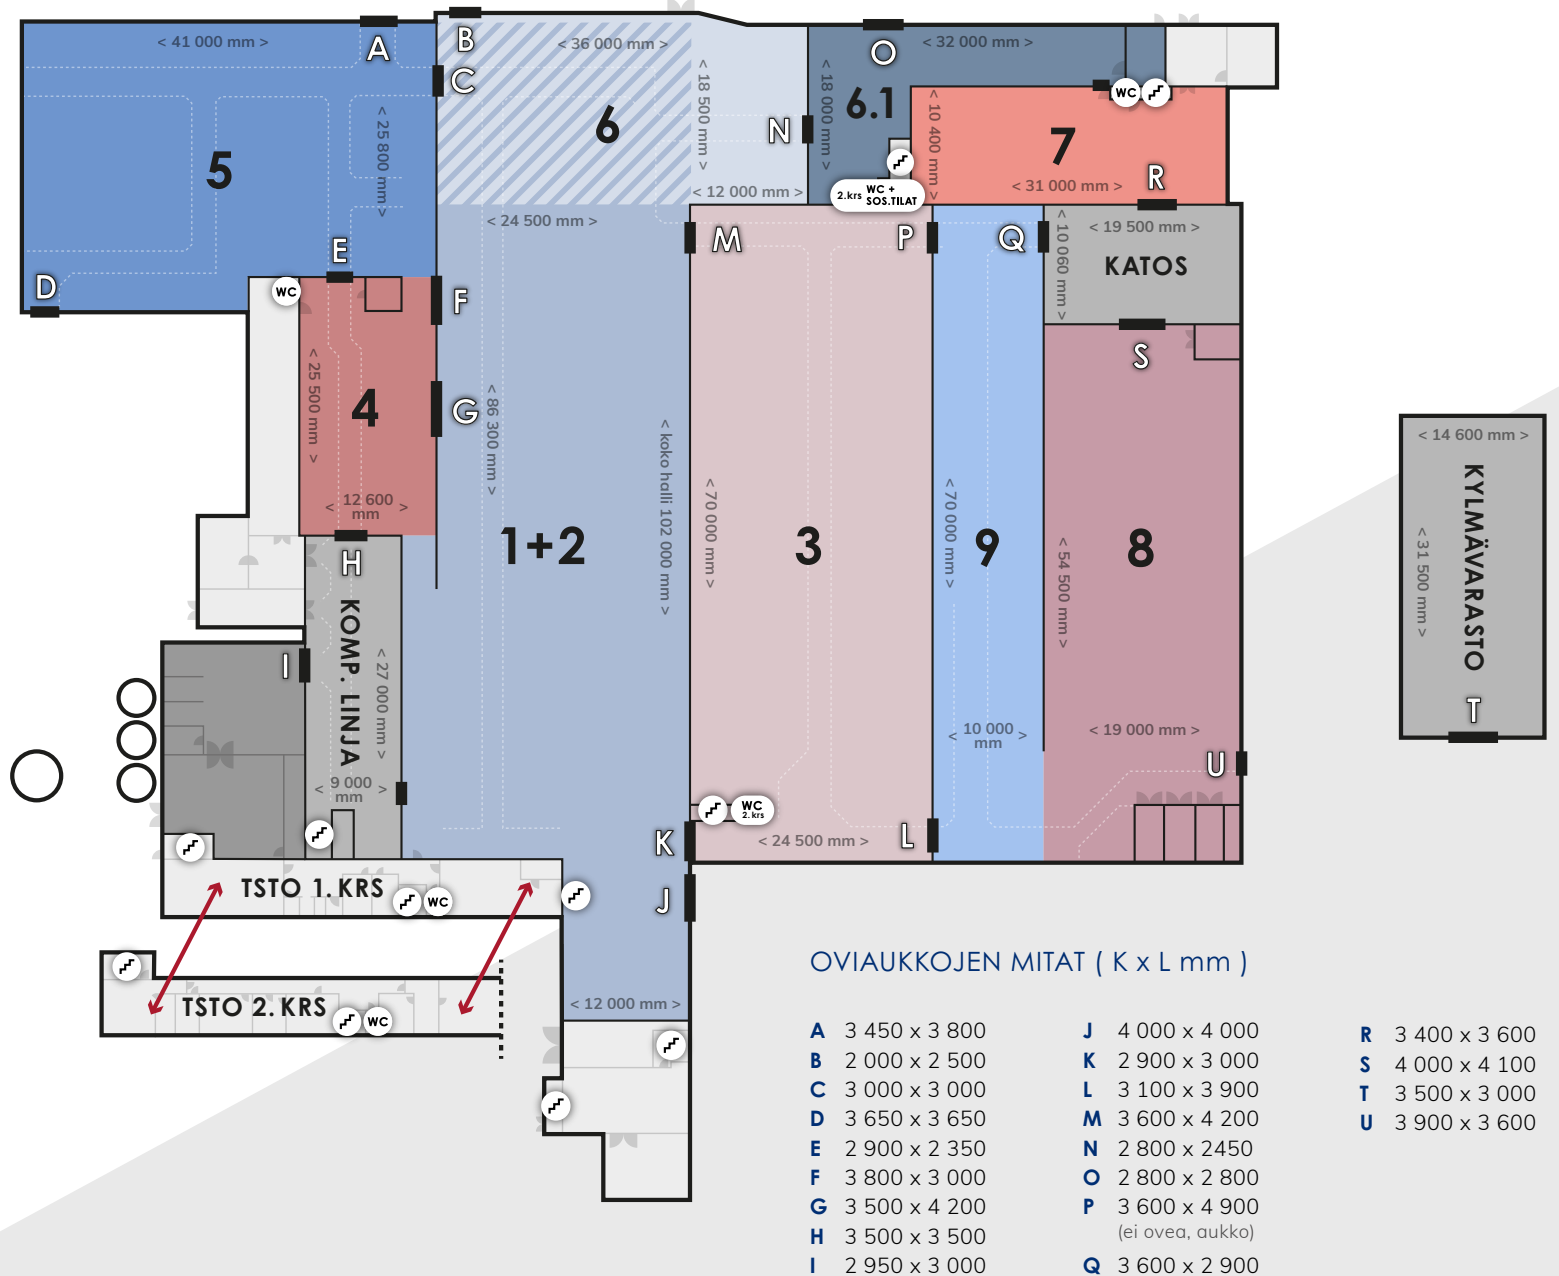 < 41 000 mm >
A
B
C
< 36 000 mm >
O
< 32 000 mm >
5
< 25 800 mm >
6
< 18 500 mm >
N
< 18 000 mm >
6.1
< 10 400 mm >
7
WC
< 31 000 mm >
R
< 12 000 mm >
2.krs WC +
SOS.TILAT
D
E
WC
F
< 24 500 mm >
M
P
Q
< 10 060 mm >
< 19 500 mm >
KATOS
S
< 25 500 mm >
4
G
< 12 600
mm >
< 86 300 mm >
< koko halli 102 000 mm >
1+2
< 70 000 mm >
3
< 70 000 mm >
9
< 54 500 mm >
8
< 14 600 mm >
KYLMÄVARASTO
< 31 500 mm >
T
H
KOMP. LINJA
I
< 27 000 mm >
< 9 000
mm >
< 10 000
mm >
< 19 000 mm >
U
K
WC
2.krs
< 24 500 mm >
L
J
TSTO 1. KRS
WC
TSTO 2. KRS
WC
< 12 000 mm >
OVIAUKKOJEN MITAT ( K x L mm )
A 3 450 x 3 800
B 2 000 x 2 500
C 3 000 x 3 000
D 3 650 x 3 650
E 2 900 x 2 350
F 3 800 x 3 000
G 3 500 x 4 200
H 3 500 x 3 500
I 2 950 x 3 000
J 4 000 x 4 000
K 2 900 x 3 000
L 3 100 x 3 900
M 3 600 x 4 200
N 2 800 x 2450
O 2 800 x 2 800
P 3 600 x 4 900
(ei ovea, aukko)
Q 3 600 x 2 900
R 3 400 x 3 600
S 4 000 x 4 100
T 3 500 x 3 000
U 3 900 x 3 600